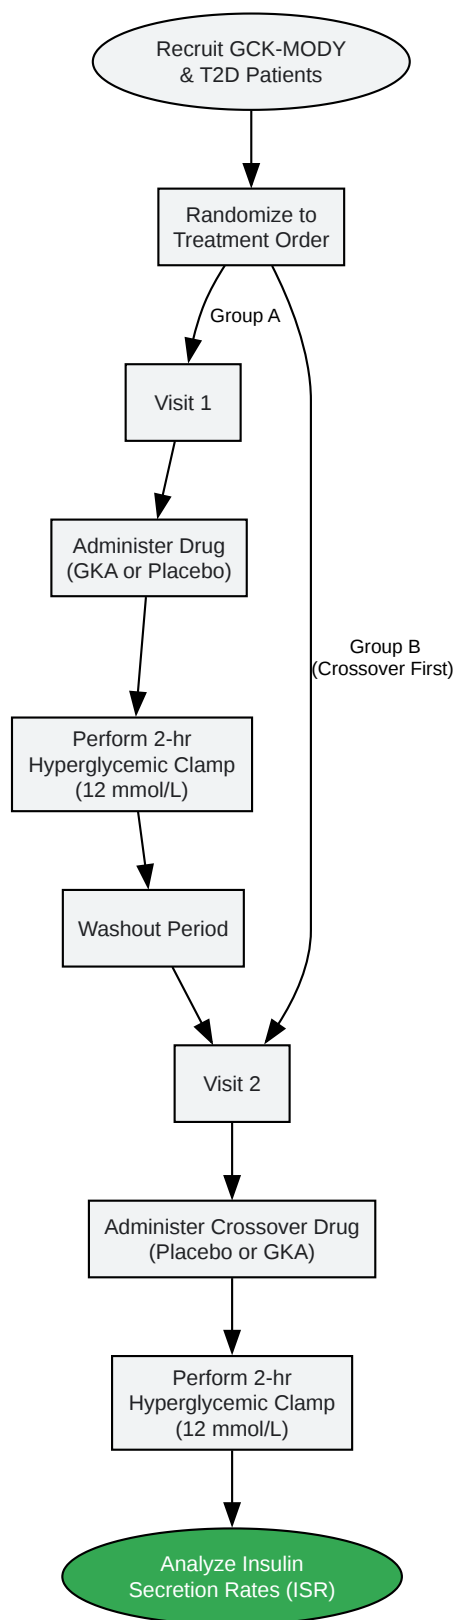 Recruit GCK-MODY
& T2D Patients
Randomize to
Treatment Order
Group A
Visit 1
Administer Drug
(GKA or Placebo)
Group B
(Crossover First)
Perform 2-hr
Hyperglycemic Clamp
(12 mmol/L)
Washout Period
Visit 2
Administer Crossover Drug
(Placebo or GKA)
Perform 2-hr
Hyperglycemic Clamp
(12 mmol/L)
Analyze Insulin
Secretion Rates (ISR)